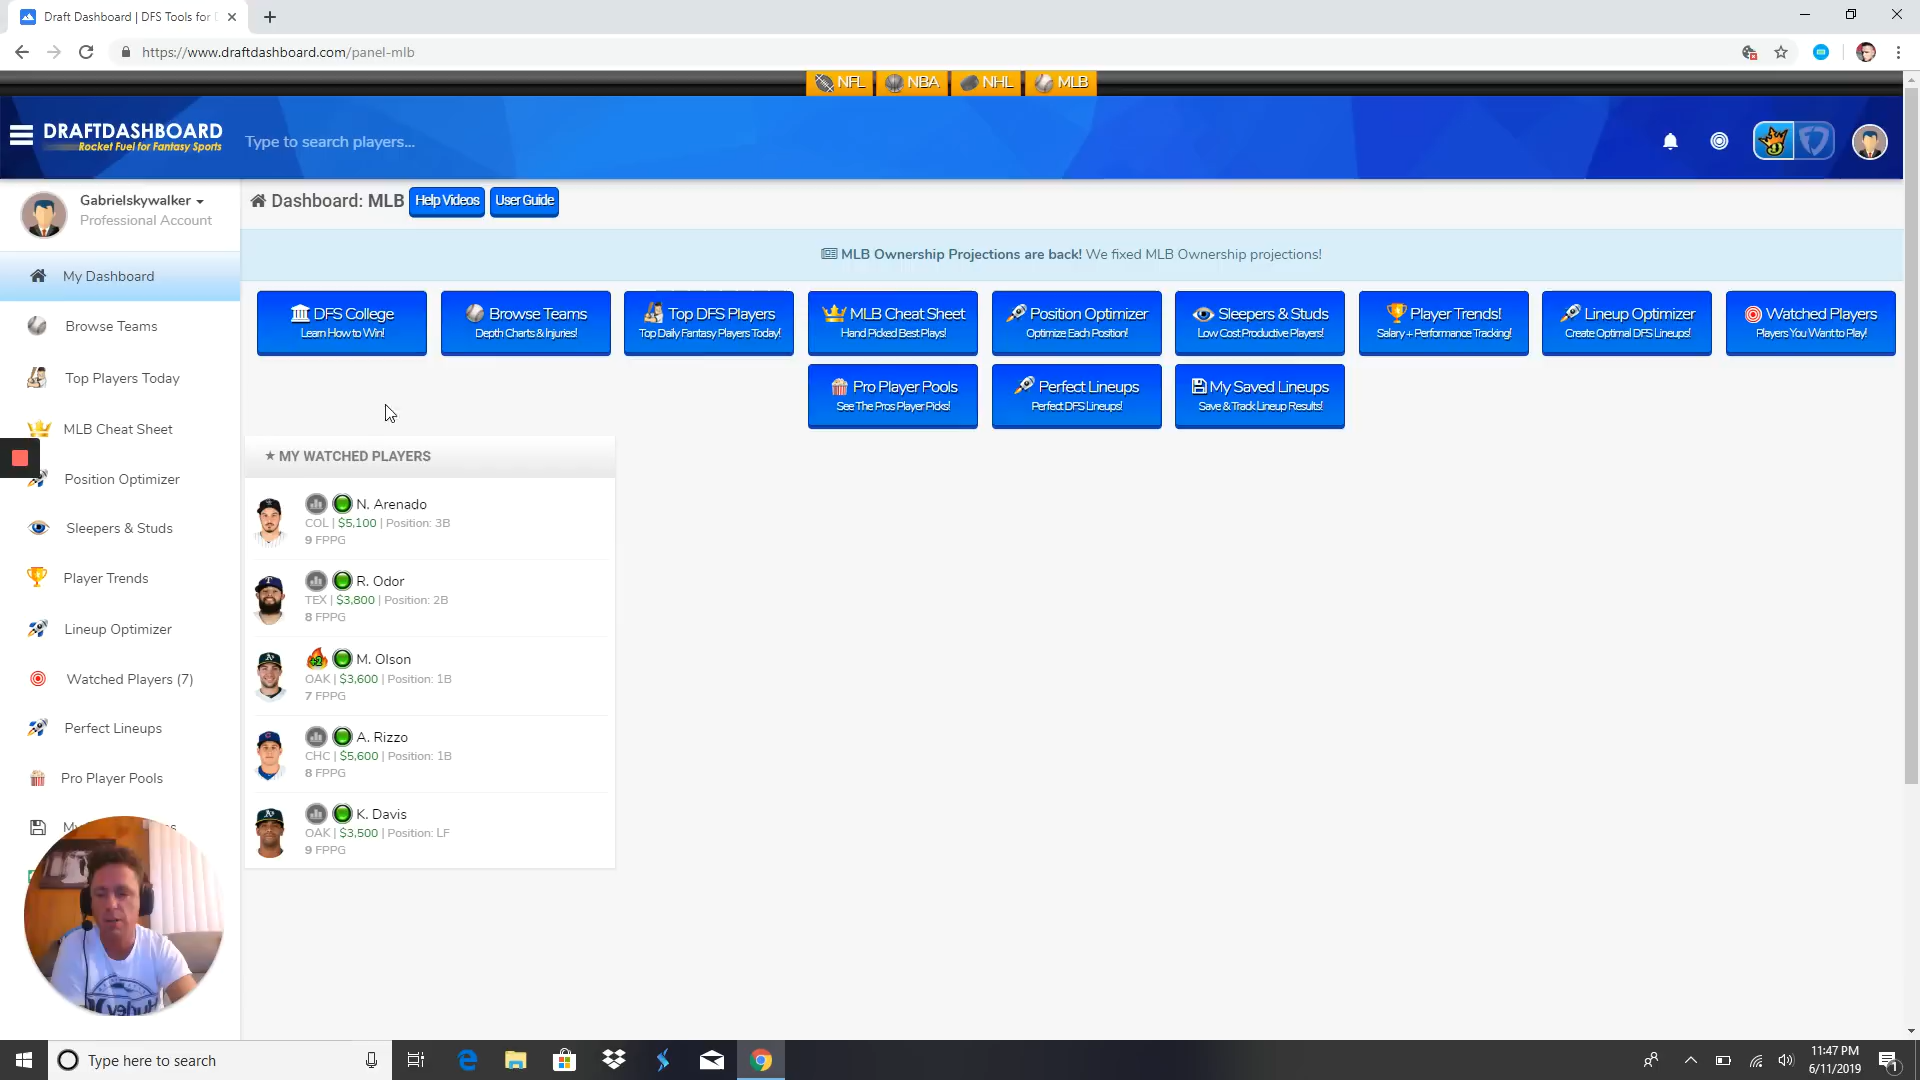 Draft Dashboard | DFS Tools for D
https://www.draftdashboard.com/panel-mlb
NFL NBA NHL MLB
DRAFTDASHBOARD
Rocket Fuel for Fantasy Sports
Type to search players...
Gabrielskywalker
Professional Account
Dashboard: MLB Help Videos User Guide
MLB Ownership Projections are back! We fixed MLB Ownership projections!
My Dashboard
Browse Teams
Top Players Today
MLB Cheat Sheet
Position Optimizer
Sleepers & Studs
Player Trends
Lineup Optimizer
Watched Players (7)
Perfect Lineups
Pro Player Pools
DFS College
Learn How to Win!
Browse Teams
Depth Charts & Injuries!
Top DFS Players
Top Daily Fantasy Players Today!
MLB Cheat Sheet
Hand Picked Best Plays!
Position Optimizer
Optimize Each Position!
Sleepers & Studs
Low Cost Productive Players!
Player Trends!
Salary + Performance Tracking!
Lineup Optimizer
Create Optimal DFS Lineups!
Watched Players
Players You Want to Play!
Pro Player Pools
See The Pros Player Picks!
Perfect Lineups
Perfect DFS Lineups!
My Saved Lineups
Save & Track Lineup Results!
★ MY WATCHED PLAYERS
N. Arenado
COL | $5,100 | Position: 3B
9 FPPG
R. Odor
TEX | $3,800 | Position: 2B
8 FPPG
+2 M. Olson
OAK | $3,600 | Position: 1B
7 FPPG
A. Rizzo
CHC | $5,600 | Position: 1B
8 FPPG
K. Davis
OAK | $3,500 | Position: LF
9 FPPG
Type here to search
11:47 PM
6/11/2019
1